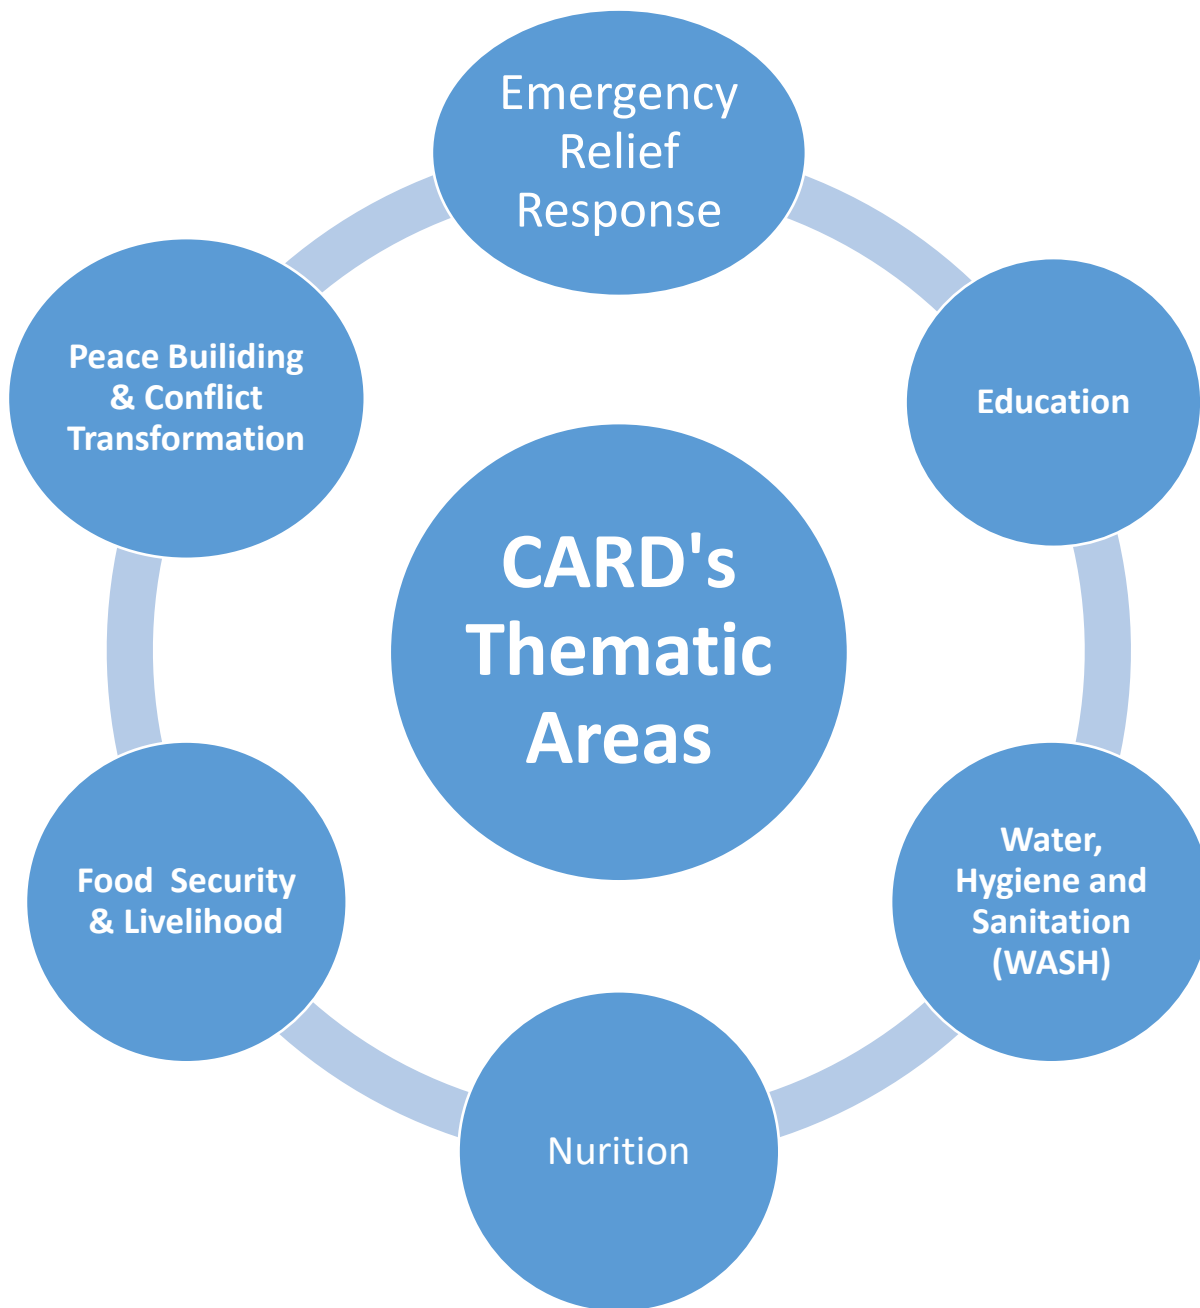 Emergency
Relief
Response
Peace Builiding
& Conflict
Transformation
Education
CARD's
Thematic
Areas
Food  Security
& Livelihood
Water,
Hygiene and
Sanitation
(WASH)
Nurition